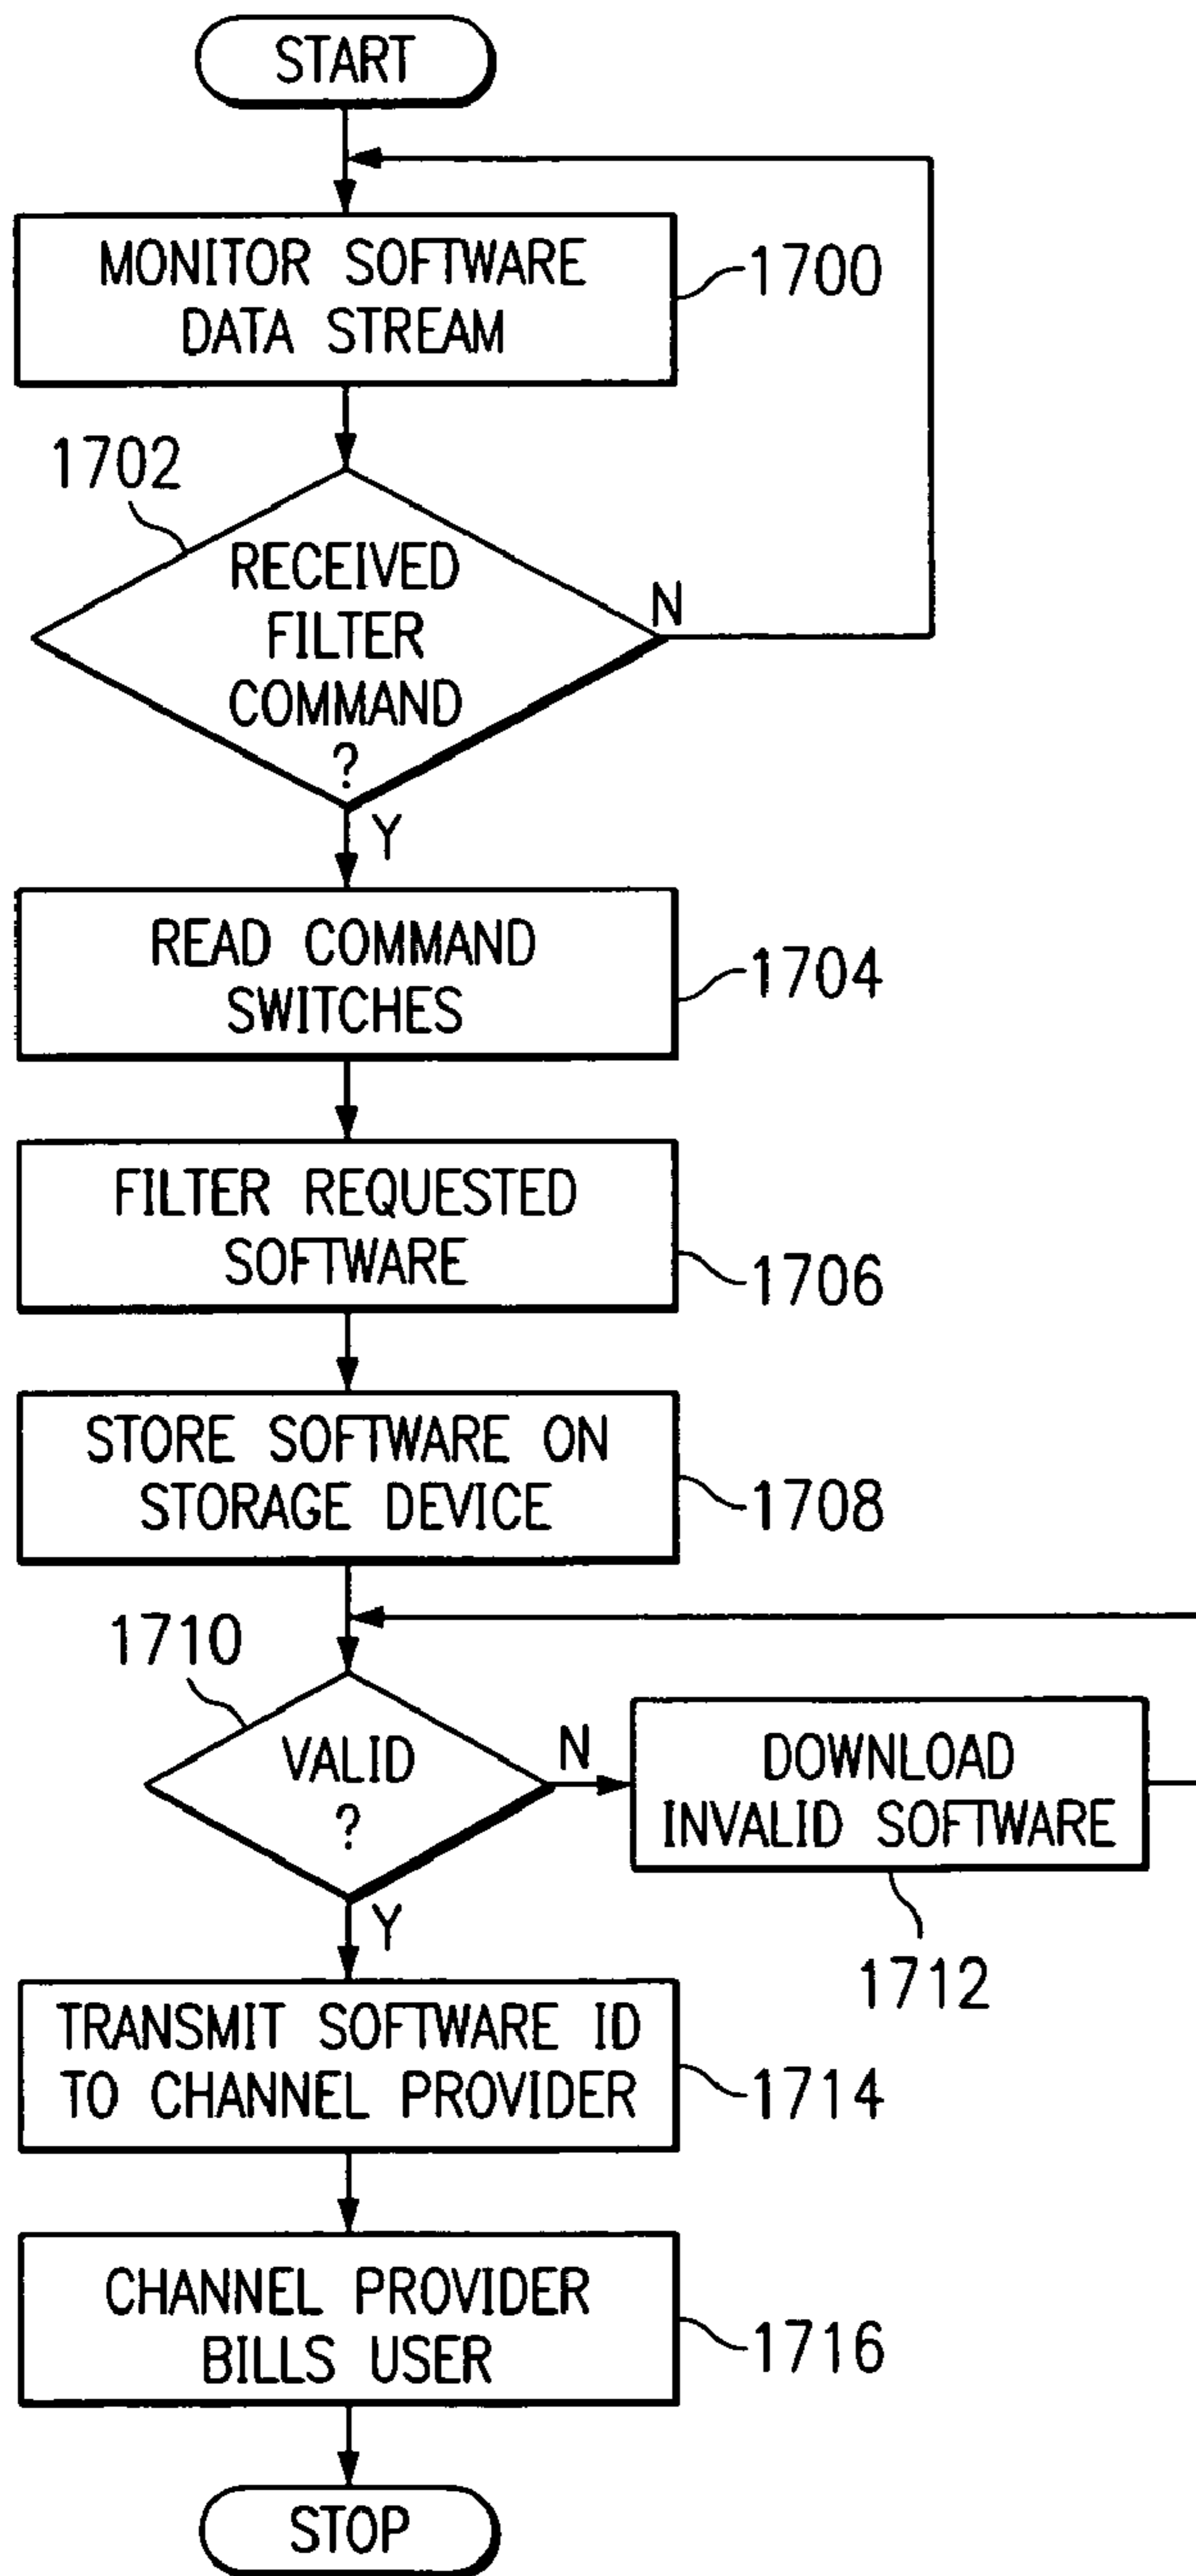 START
MONITOR SOFTWARE
DATA STREAM
1700
1702
RECEIVED
FILTER
COMMAND
?
N
Y
READ COMMAND
SWITCHES
1704
FILTER REQUESTED
SOFTWARE
1706
STORE SOFTWARE ON
STORAGE DEVICE
1708
1710
VALID
?
N
DOWNLOAD
INVALID SOFTWARE
1712
Y
TRANSMIT SOFTWARE ID
TO CHANNEL PROVIDER
1714
CHANNEL PROVIDER
BILLS USER
1716
STOP